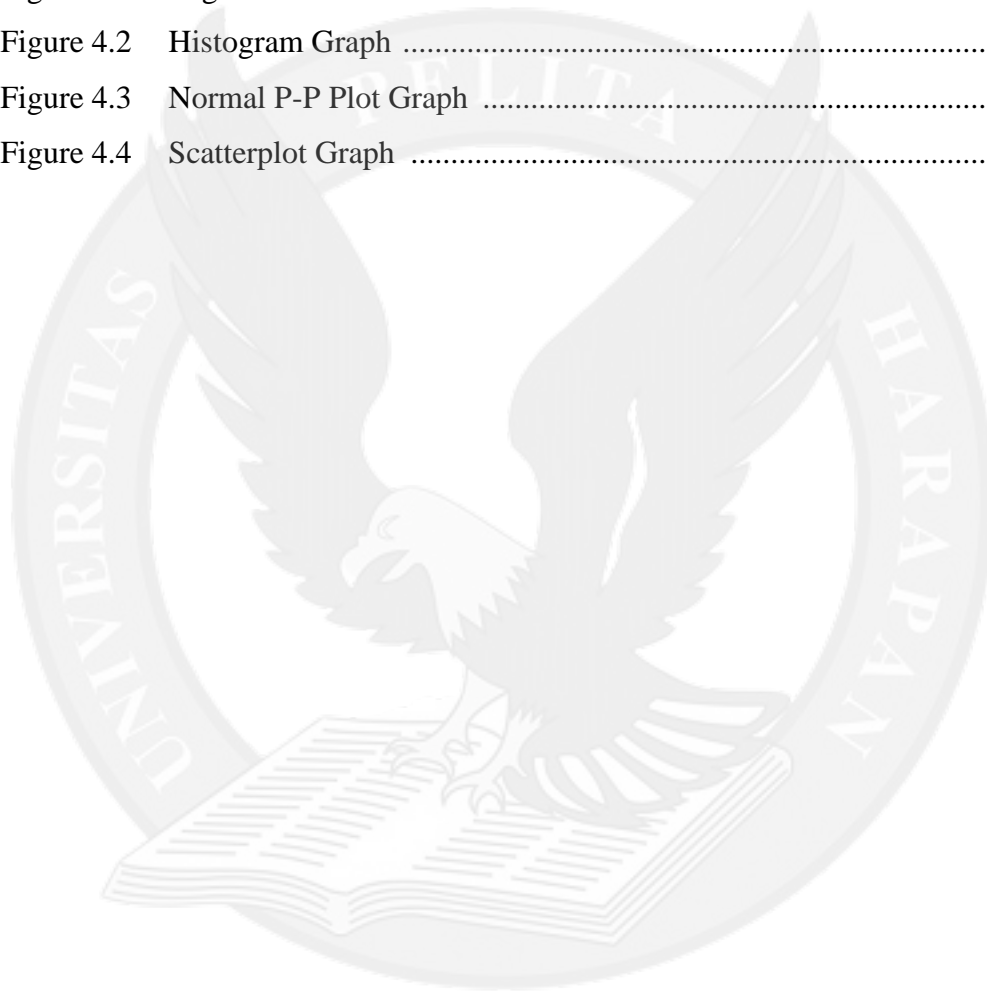 Figure 4.2 Histogram Graph ........................................................................
Figure 4.3 Normal P-P Plot Graph ...............................................................
Figure 4.4 Scatterplot Graph ........................................................................
UNIVERSITAS PELITA HARAPAN